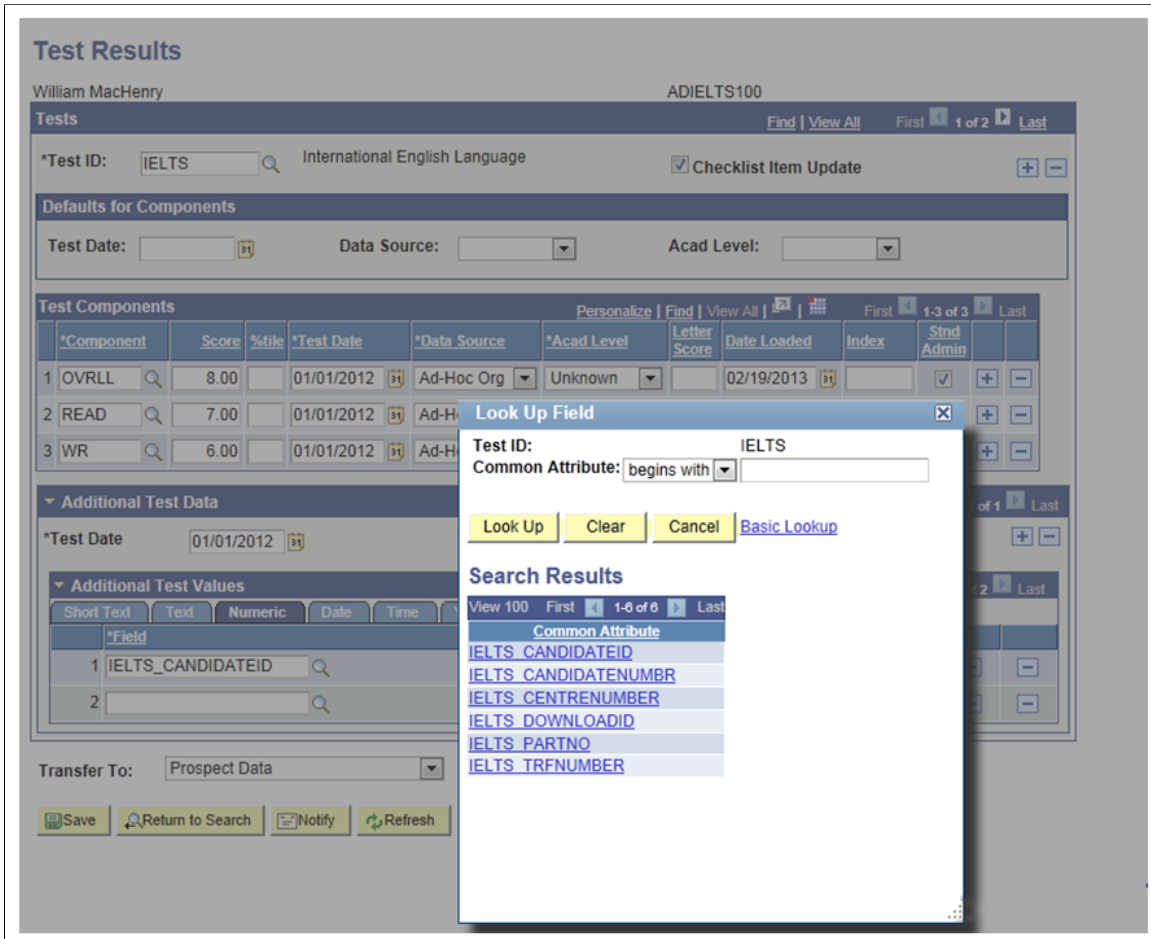 Test Results
William MacHenry ADIELTS100
Tests Find | View All First 1 of 2 Last
*Test ID: IELTS International English Language Checklist Item Update
Defaults for Components
Test Date: 31 Data Source: Acad Level:
Test Components Personalize | Find | View All | First 1-3 of 3 Last
*Component Score %tile *Test Date *Data Source *Acad Level Letter Score Date Loaded Index Stnd Admin
1 OVRLL 8.00 01/01/2012 31 Ad-Hoc Org Unknown 02/19/2013 31
2 READ 7.00 01/01/2012 31 Ad-H
3 WR 6.00 01/01/2012 31 Ad-H
Look Up Field
Test ID: IELTS
Common Attribute: begins with
Look Up Clear Cancel Basic Lookup
Search Results
View 100 First 1-6 of 6 Last
Common Attribute
IELTS_CANDIDATEID
IELTS_CANDIDATENUMBR
IELTS_CENTRENUMBER
IELTS_DOWNLOADID
IELTS_PARTNO
IELTS_TRFNUMBER
Additional Test Data of 1 Last
*Test Date 01/01/2012 31
Additional Test Values 2 Last
Short Text Text Numeric Date Time
*Field
1 IELTS_CANDIDATEID
2
Transfer To: Prospect Data
Save Return to Search Notify Refresh